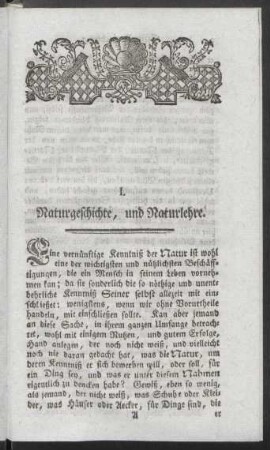 I.
Naturgeschichte, und Naturlehre.
Eine vernünftige Kenntniß der Natur ist wohl
eine der wichtigsten und nützlichsten Beschäf-
tigungen, die ein Mensch in seinem Leben vorneh-
men kan; da sie sonderlich die so nöthige und unent-
behrliche Kenntniß Seiner selbst allezeit mit ein-
schliesset: wenigstens, wenn wir ohne Vorurtheile
handeln, mit einschließen sollte. Kan aber jemand
an diese Sache, in ihrem ganzen Umfange betrach-
tet, wohl mit einigem Nutzen, und gutem Erfolge,
Hand anlegen, der noch nicht weiß, und vielleicht
noch nie daran gedacht hat, was die Natur, um
deren Kenntniß er sich bewerben will, oder soll, für
ein Ding sey, und was er unter diesem Nahmen
eigentlich zu dencken habe? Gewiß, eben so wenig,
als jemand, der nicht weiß, was Schuhe oder Klei-
der, was Häuser oder Aecker, für Dinge sind, die
A er